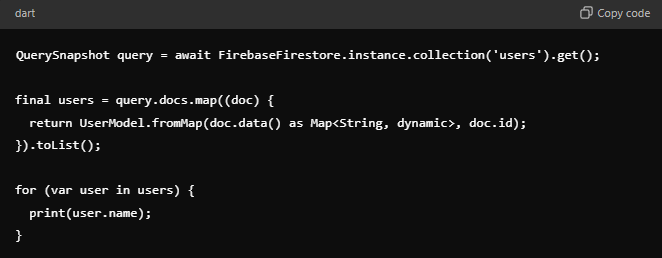 dart
Copy code
QuerySnapshot query = await FirebaseFirestore.instance.collection('users').get();
final users = query.docs.map((doc) {
return UserModel.fromMap(doc.data() as Map<String, dynamic>, doc.id);
}).toList();
for (var user in users) {
print(user.name);
}